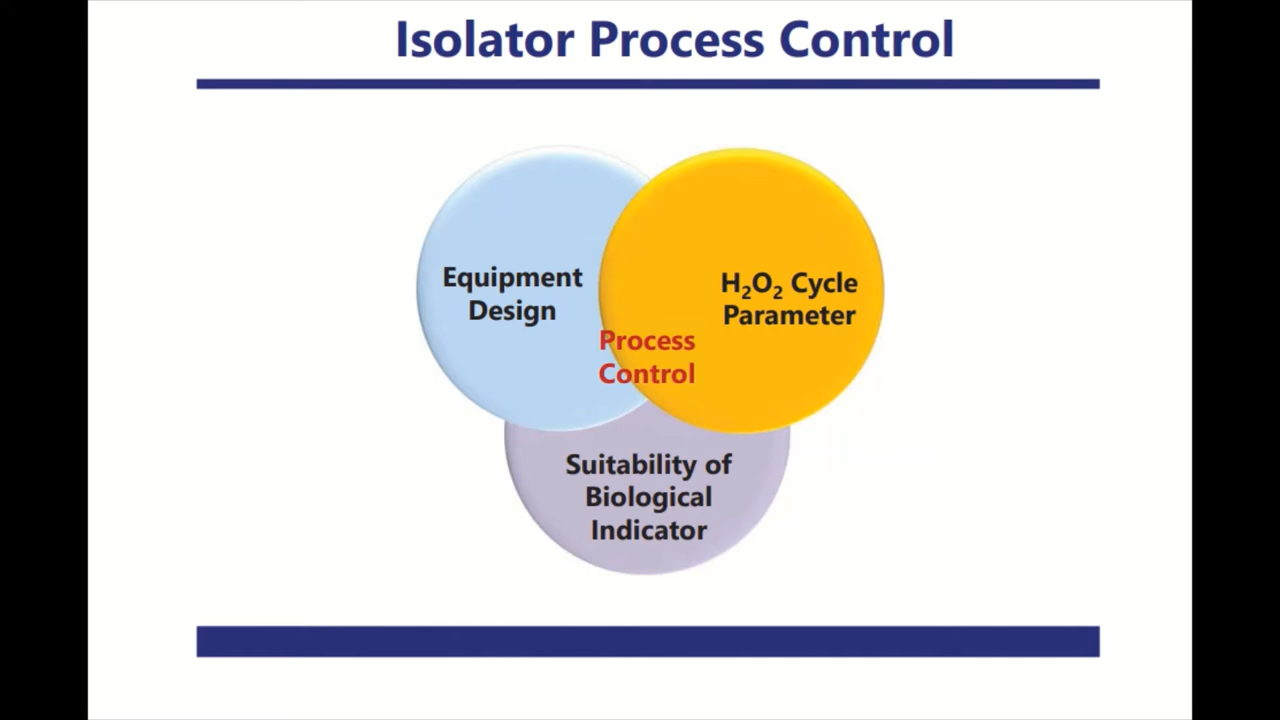 Isolator Process Control
Equipment
Design
H₂O₂ Cycle
Parameter
Process
Control
Suitability of
Biological
Indicator